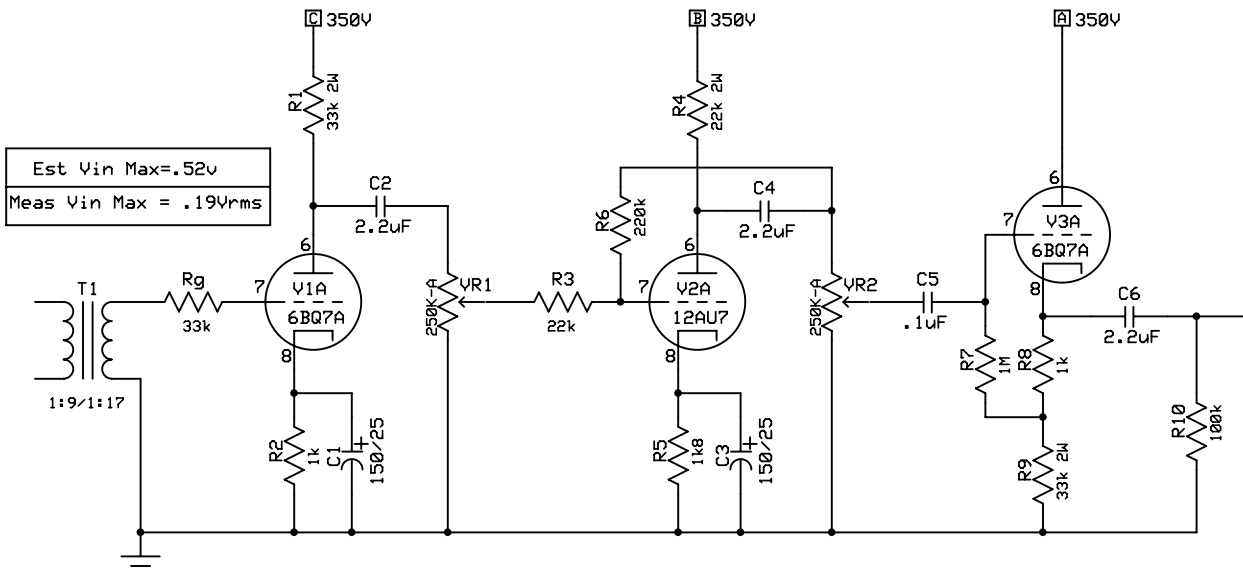 C 350V
B 350V
A 350V
R1
33k 2W
R4
22k 2W
Est Vin Max=.52v
Meas Vin Max = .19Vrms
6
C2
2.2uF
R6
220k
6
C4
2.2uF
6
7
V3A
6BQ7A
8
T1
1:9/1:17
Rg
33k
7
V1A
6BQ7A
8
VR1
250K-A
R3
22k
7
V2A
12AU7
8
VR2
250K-A
C5
.1uF
C6
2.2uF
R7
1M
R8
1k
R2
1k
C1
+
150/25
R5
1k8
C3
+
150/25
R9
33k 2W
R10
100k